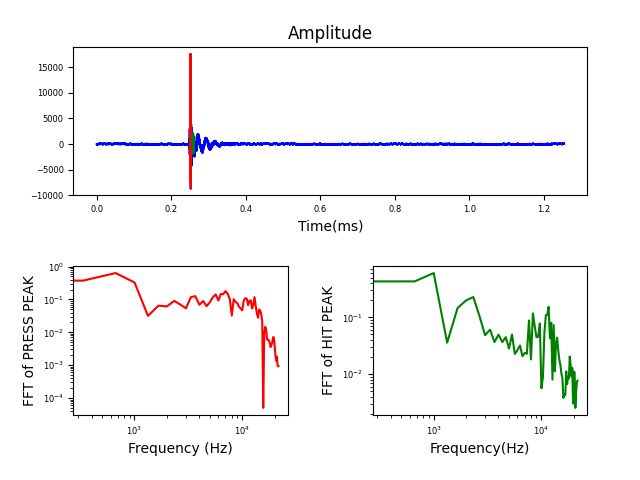 Amplitude
15000
10000
5000
0
−5000
−10000
0.0 0.2 0.4 0.6 0.8 1.0 1.2
Time(ms)
FFT of PRESS PEAK
10⁰
10⁻¹
10⁻²
10⁻³
10⁻⁴
10³ 10⁴
Frequency (Hz)
FFT of HIT PEAK
10⁻¹
10⁻²
10³ 10⁴
Frequency(Hz)